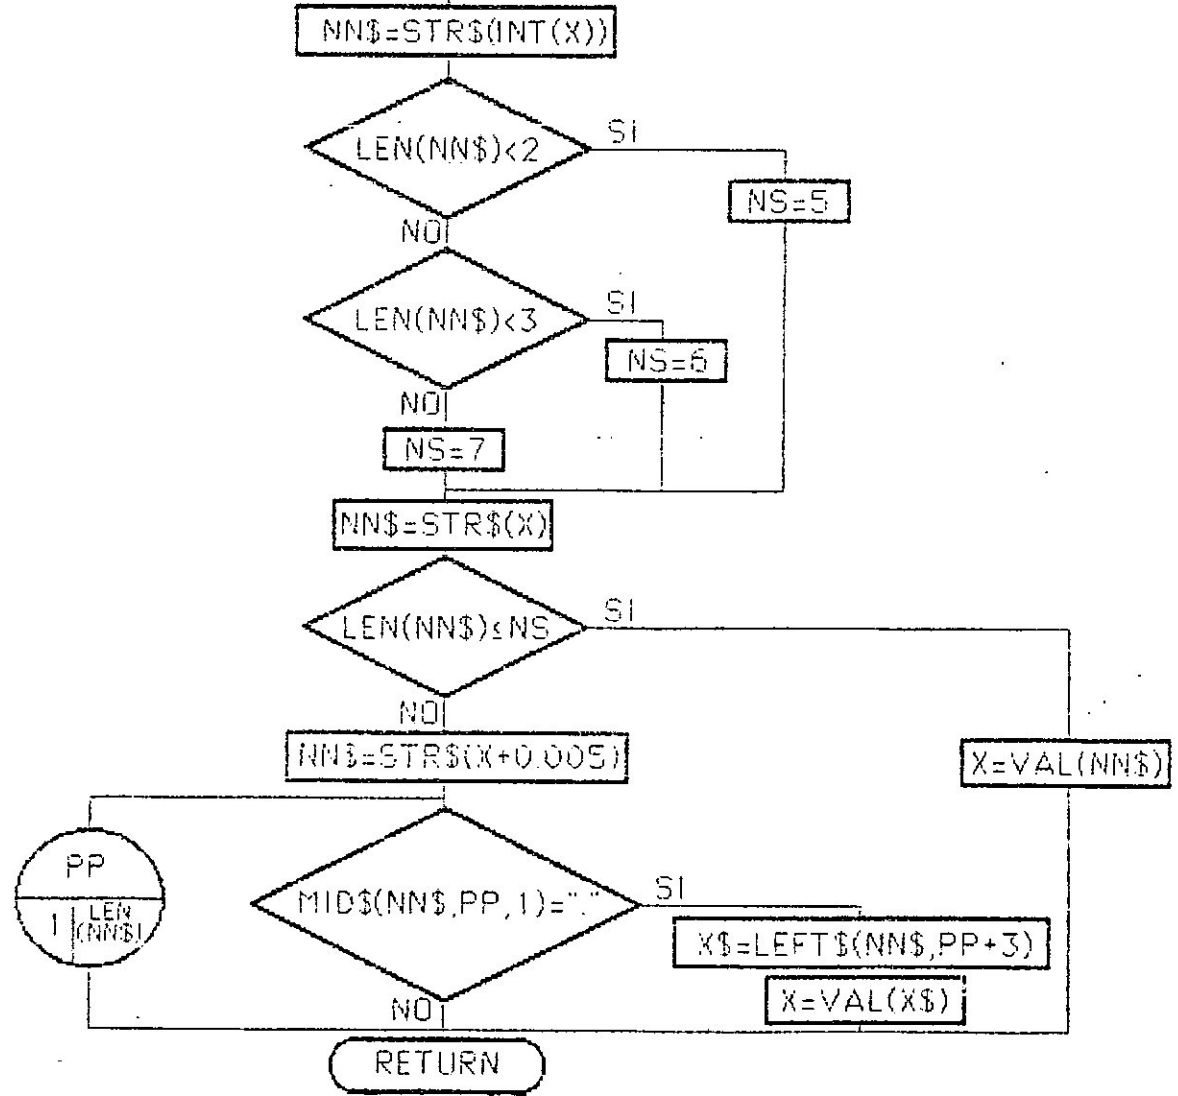 NN$=STR$(INT(X))
LEN(NN$)<2
SI
NS=5
NO
LEN(NN$)<3
SI
NS=6
NO
NS=7
NN$=STR$(X)
LEN(NN$)≤NS
SI
NO
NN$=STR$(X+0.005)
X=VAL(NN$)
PP
1
LEN
(NN$)
MID$(NN$,PP,1)="."
SI
X$=LEFT$(NN$,PP+3)
X=VAL(X$)
NO
RETURN